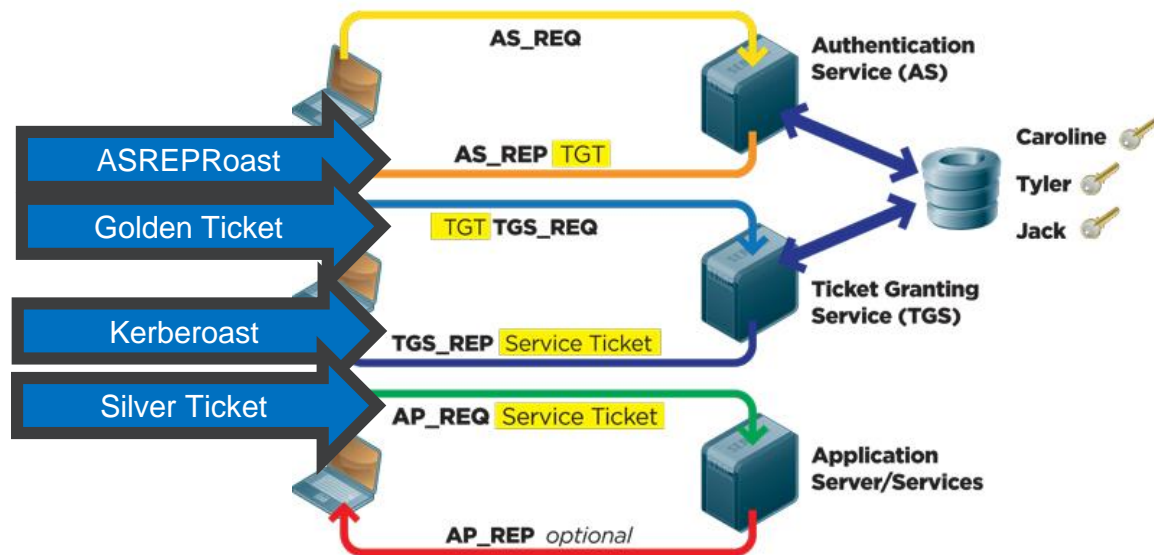 AS_REQ
Authentication
Service (AS)
ASREPRoast
AS_REP TGT
Caroline
Tyler
Jack
Golden Ticket
TGT TGS_REQ
Ticket Granting
Service (TGS)
Kerberoast
TGS_REP Service Ticket
Silver Ticket
AP_REQ Service Ticket
Application
Server/Services
AP_REP optional